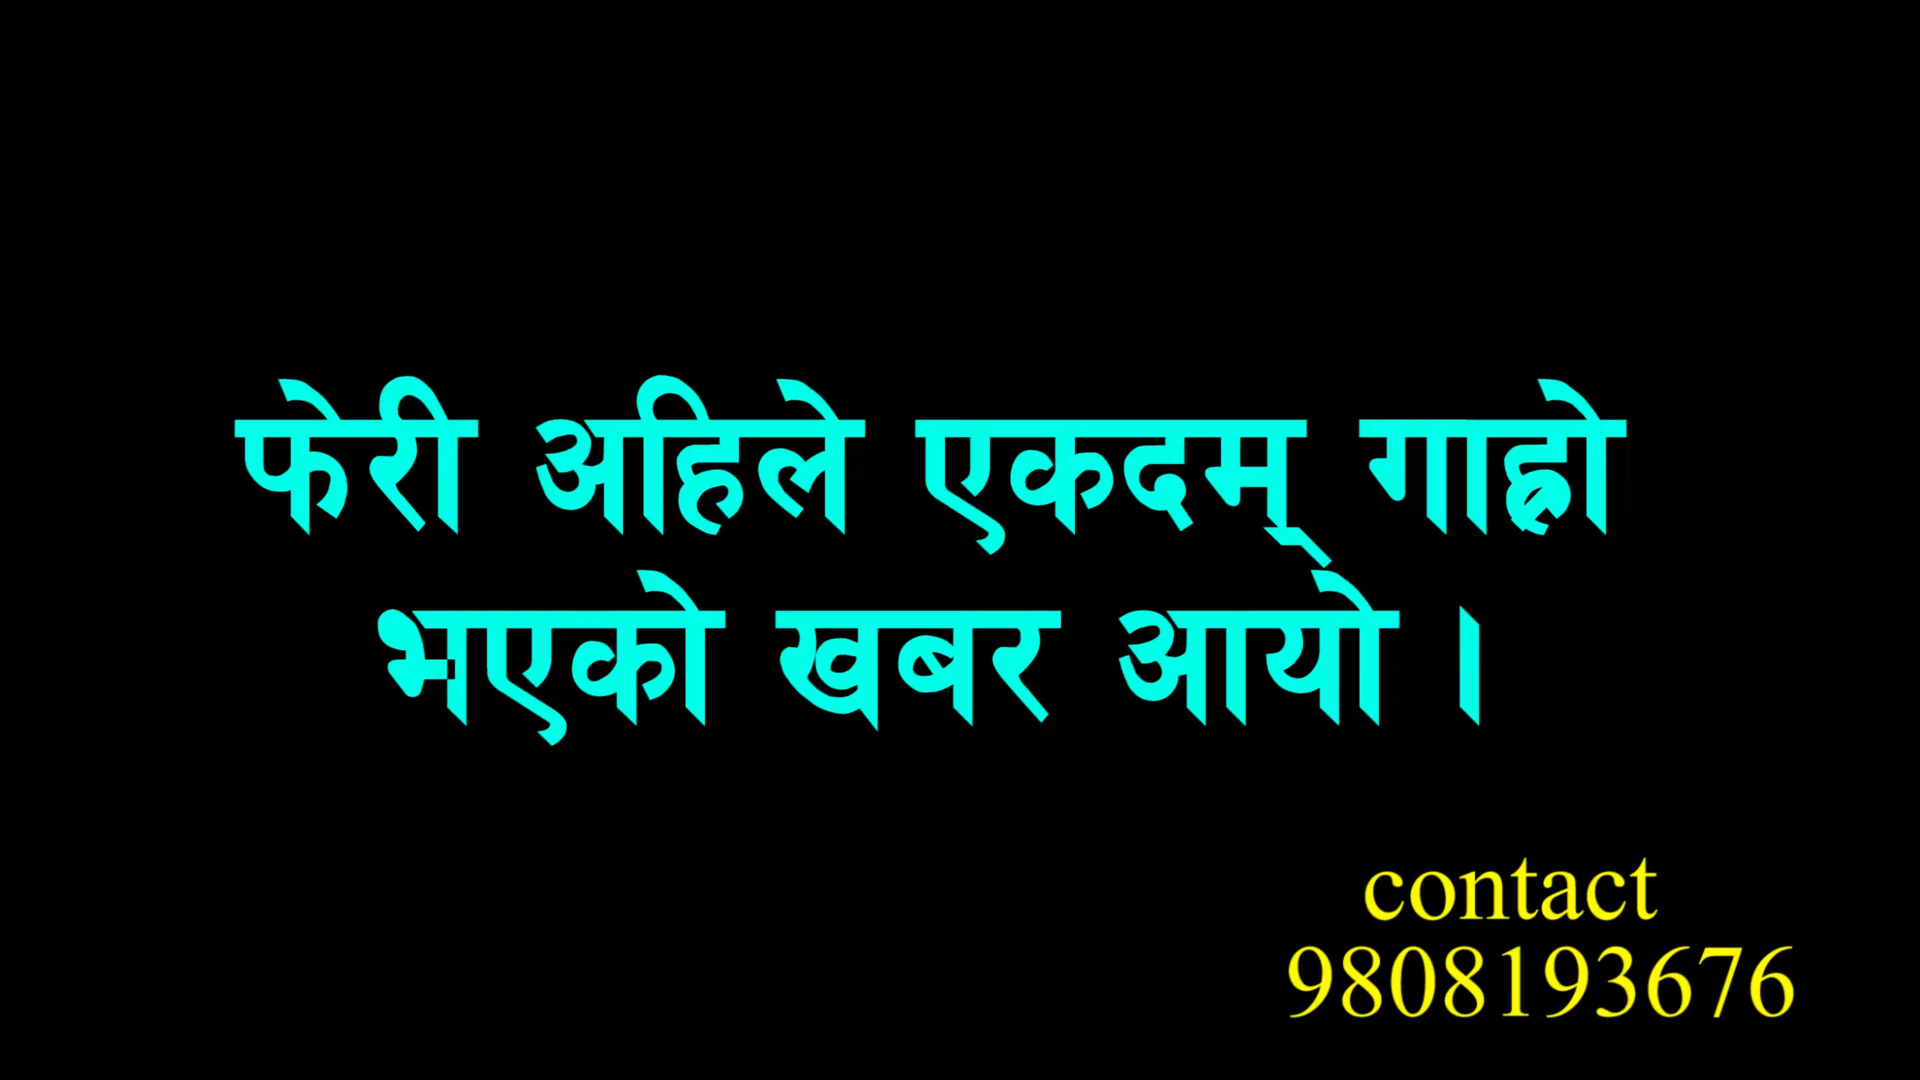 फेरी अहिले एकदम् गाह्रो
भएको खबर आयो ।
contact
9808193676